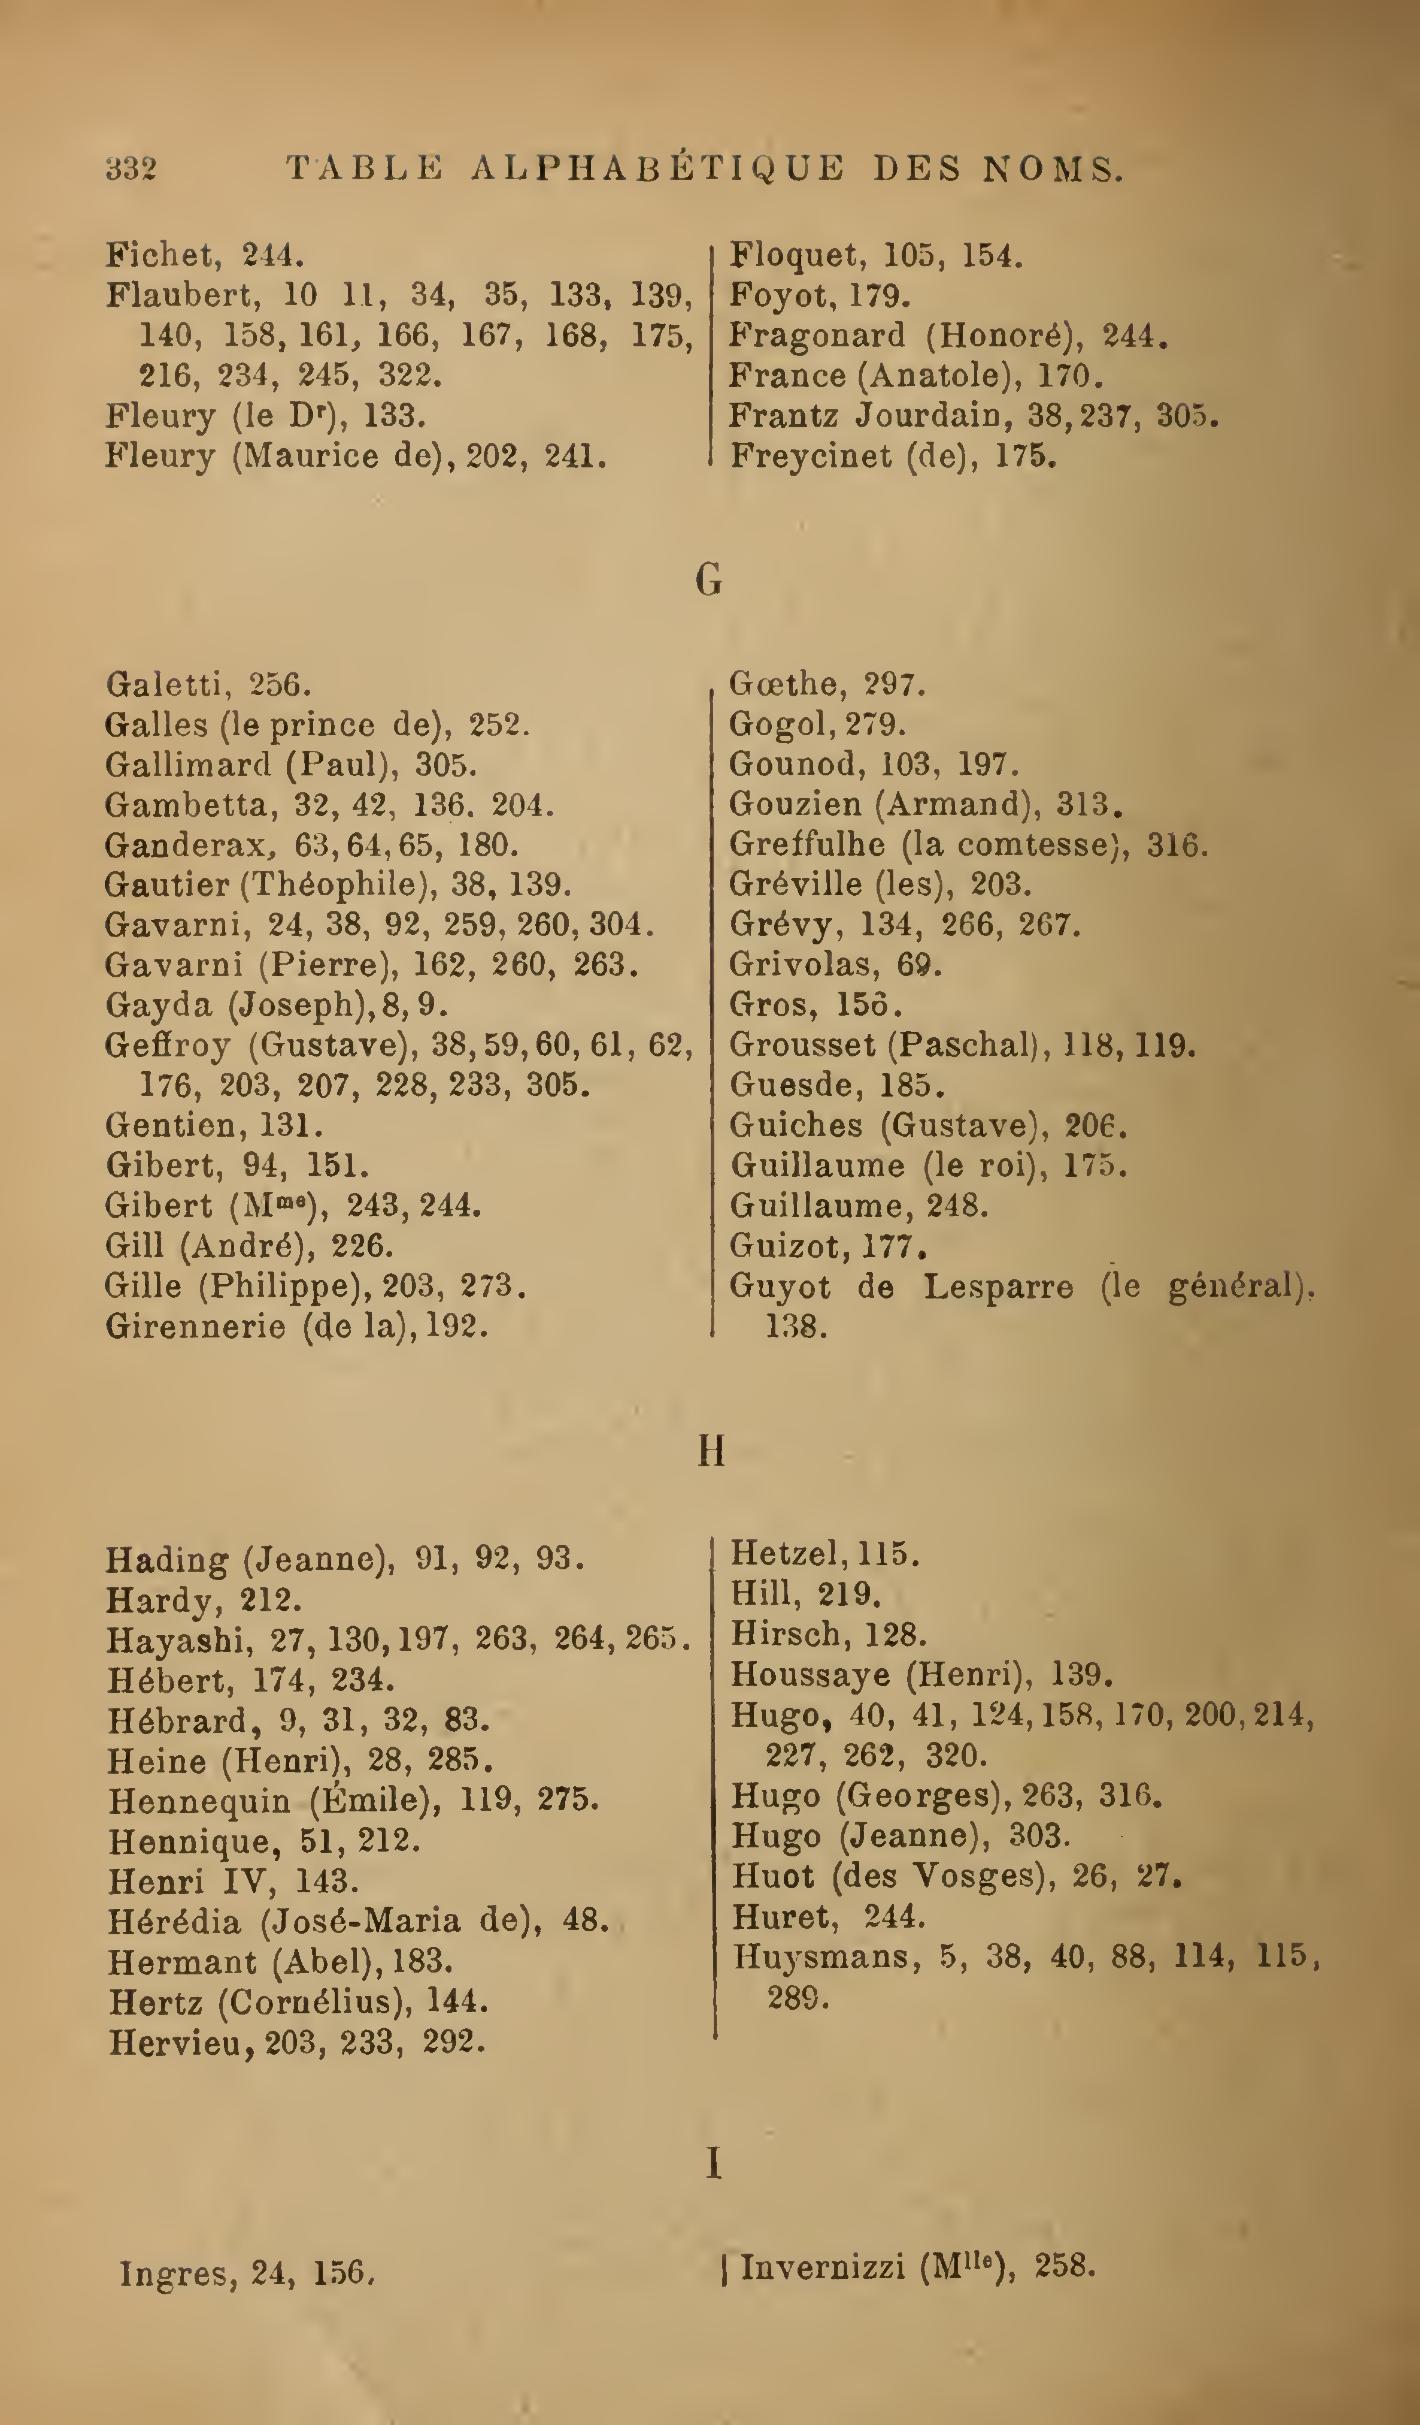 332 TABLE ALPHABÉTIQUE DES NOMS.
Fichet, 244.
Flaubert, 10 11, 34, 35, 133, 139,
140, 158, 161, 166, 167, 168, 175,
216, 234, 245, 322.
Fleury (le Dr), 133.
Fleury (Maurice de), 202, 241.
Floquet, 105, 154.
Foyot, 179.
Fragonard (Honoré), 244.
France (Anatole), 170.
Frantz Jourdain, 38, 237, 305.
Freycinet (de), 175.
G
Galetti, 256.
Galles (le prince de), 252.
Gallimard (Paul), 305.
Gambetta, 32, 42, 136. 204.
Ganderax, 63, 64, 65, 180.
Gautier (Théophile), 38, 139.
Gavarni, 24, 38, 92, 259, 260, 304.
Gavarni (Pierre), 162, 260, 263.
Gayda (Joseph), 8, 9.
Geffroy (Gustave), 38, 59, 60, 61, 62,
176, 203, 207, 228, 233, 305.
Gentien, 131.
Gibert, 94, 151.
Gibert (Mme), 243, 244.
Gill (André), 226.
Gille (Philippe), 203, 273.
Girennerie (de la), 192.
Gœthe, 297.
Gogol, 279.
Gounod, 103, 197.
Gouzien (Armand), 313.
Greffulhe (la comtesse), 316.
Gréville (les), 203.
Grévy, 134, 266, 267.
Grivolas, 69.
Gros,
Grousset (Paschal), 118, 119.
Guesde, 185.
Guiches (Gustave), 206.
Guillaume (le roi), 175.
Guillaume, 248.
Guizot, 177.
Guyot de Lesparre (le général).
138.
H
Hading (Jeanne), 91, 92, 93.
Hardy, 212.
Hayashi, 27, 130, 197, 263, 264, 265.
Hébert, 174, 234.
Hébrard, 9, 31, 32, 83.
Heine (Henri), 28, 285.
Hennequin (Émile), 119, 275.
Hennique, 51, 212.
Henri IV, 143.
Hérédia (José-Maria de), 48.
Hermant (Abel), 183.
Hertz (Cornélius), 144.
Hervieu, 203, 233, 292.
Hetzel, 115.
Hill, 219.
Hirsch, 128.
Houssaye (Henri), 139.
Hugo, 40, 41, 124, 158, 170, 200, 214,
227, 262, 320.
Hugo (Georges), 263, 316.
Hugo (Jeanne), 303.
Huot (des Vosges), 26, 27.
Huret, 244.
Huysmans, 5, 38, 40, 88, 114, 115,
289.
I
Ingres, 24, 156.
Invernizzi (Mlle), 258.